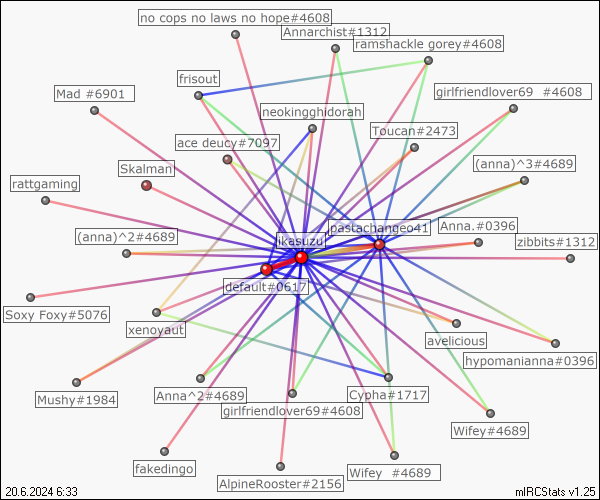 no cops no laws no hope#4608
Annarchist#1312
ramshackle gorey#4608
frisout
Mad #6901
girlfriendlover69 #4608
neokingghidorah
Toucan#2473
ace deucy#7097
(anna)^3#4689
Skalman
rattgaming
pastachangeo41
Anna.#0396
(anna)^2#4689
ikasuzu
zibbits#1312
default#0617
Soxy Foxy#5076
xenoyaut
avelicious
hypomanianna#0396
Mushy#1984
Anna^2#4689
Cypha#1717
girlfriendlover69#4608
Wifey#4689
fakedingo
Wifey #4689
AlpineRooster#2156
20.6.2024 6:33
mIRCStats v1.25